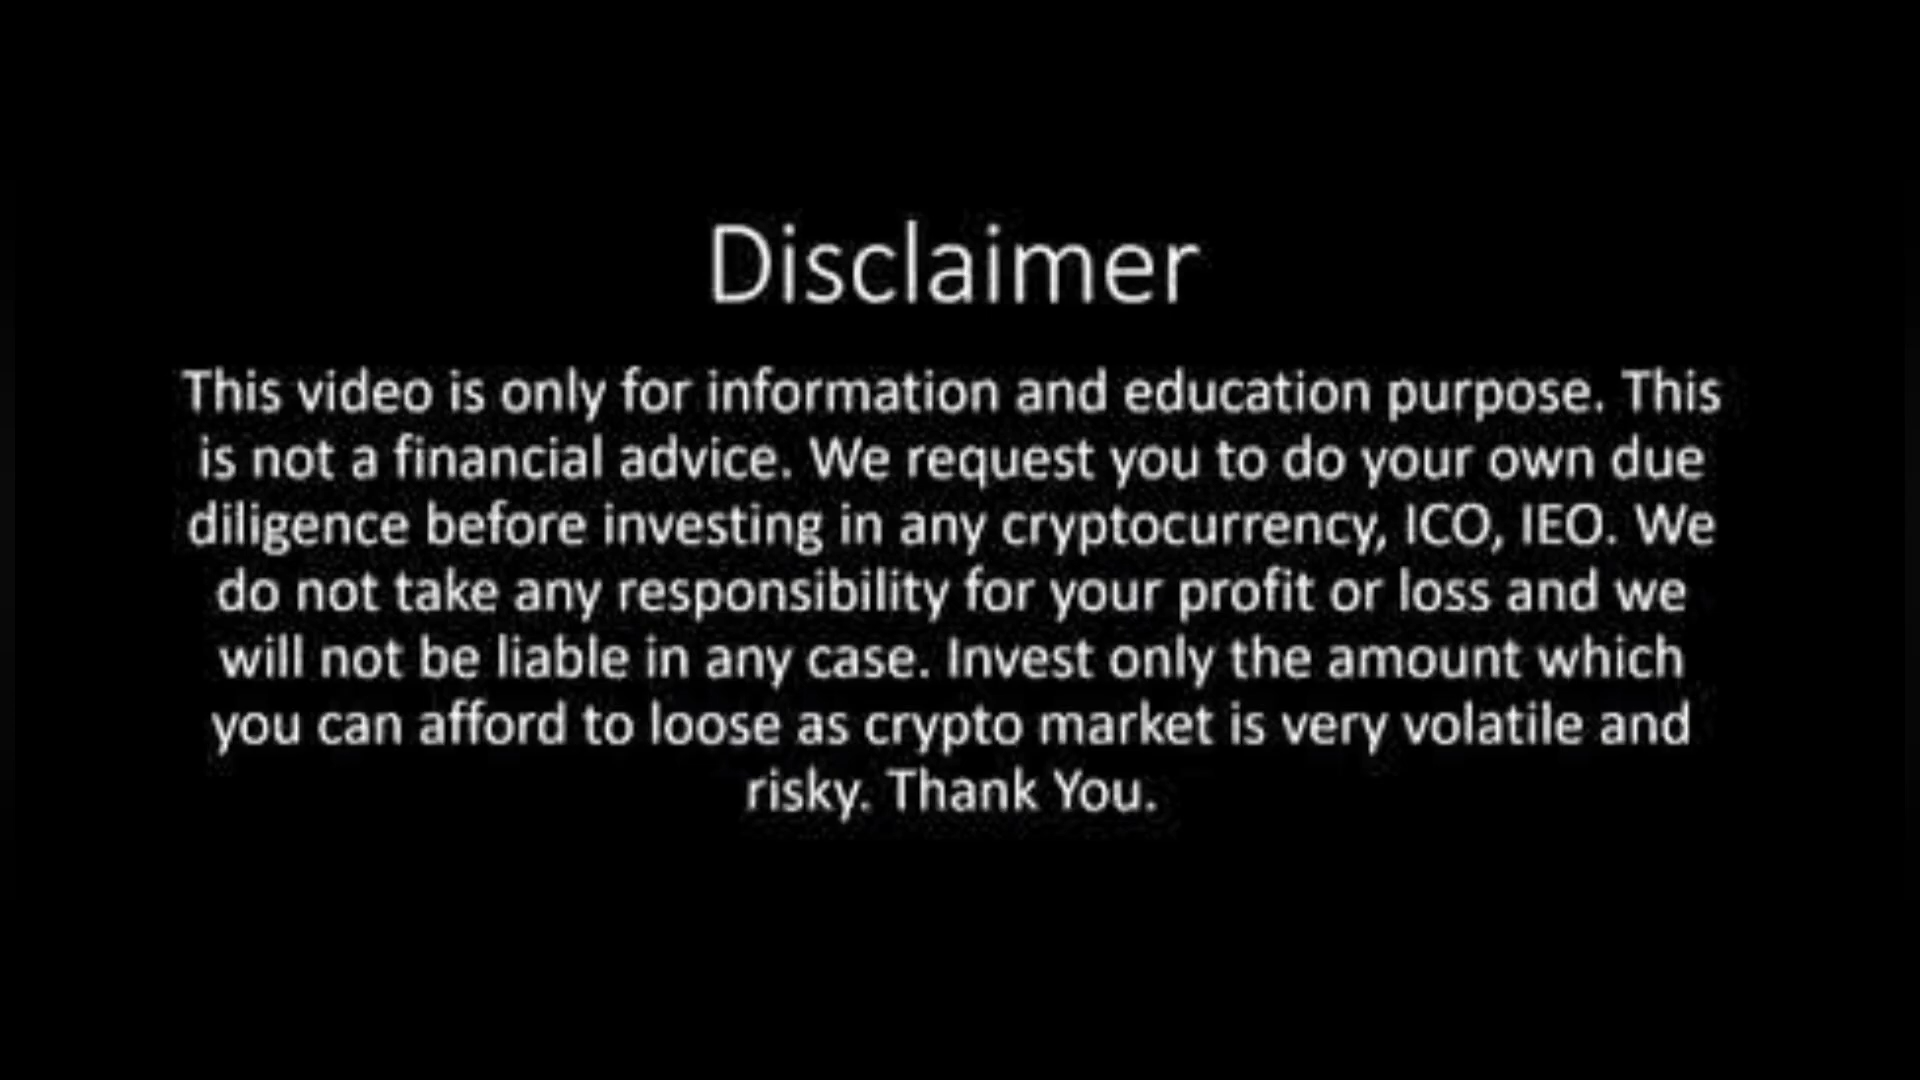 Disclaimer
This video is only for information and education purpose. This
is not a financial advice. We request you to do your own due
diligence before investing in any cryptocurrency, ICO, IEO. We
do not take any responsibility for your profit or loss and we
will not be liable in any case. Invest only the amount which
you can afford to loose as crypto market is very volatile and
risky. Thank You.